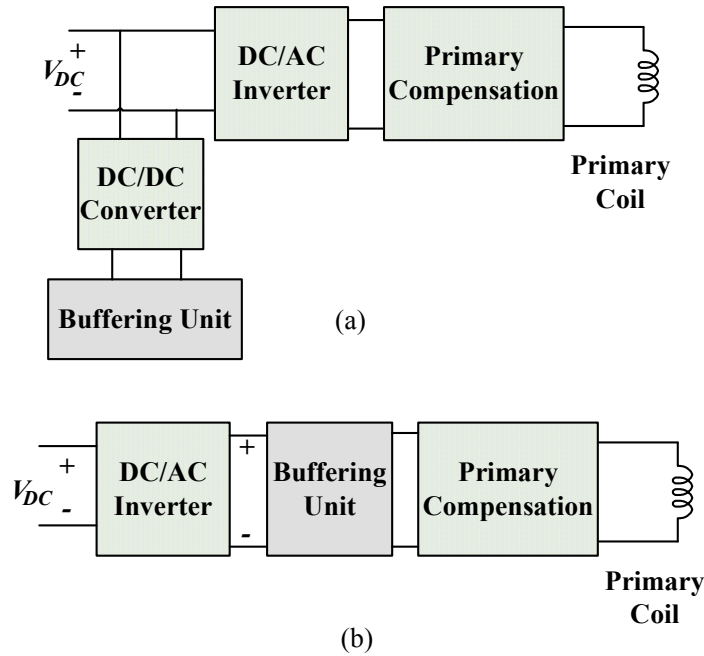 +
V_DC
-
DC/AC
Inverter
Primary
Compensation
Primary
Coil
DC/DC
Converter
Buffering Unit
(a)
+
V_DC
-
DC/AC
Inverter
+
-
Buffering
Unit
Primary
Compensation
Primary
Coil
(b)